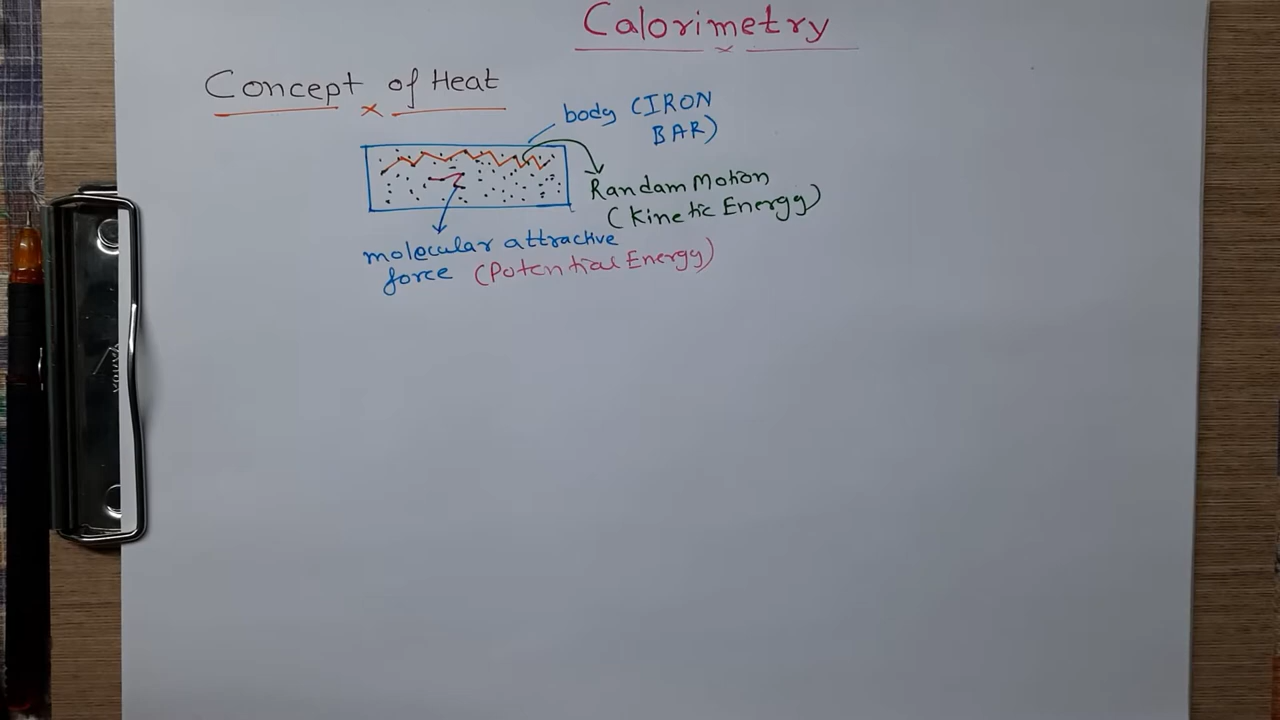 Calorimetry
Concept of Heat
body (IRON
BAR)
Randam Motion
(Kinetic Energy)
molecular attractive
force (Potential Energy)